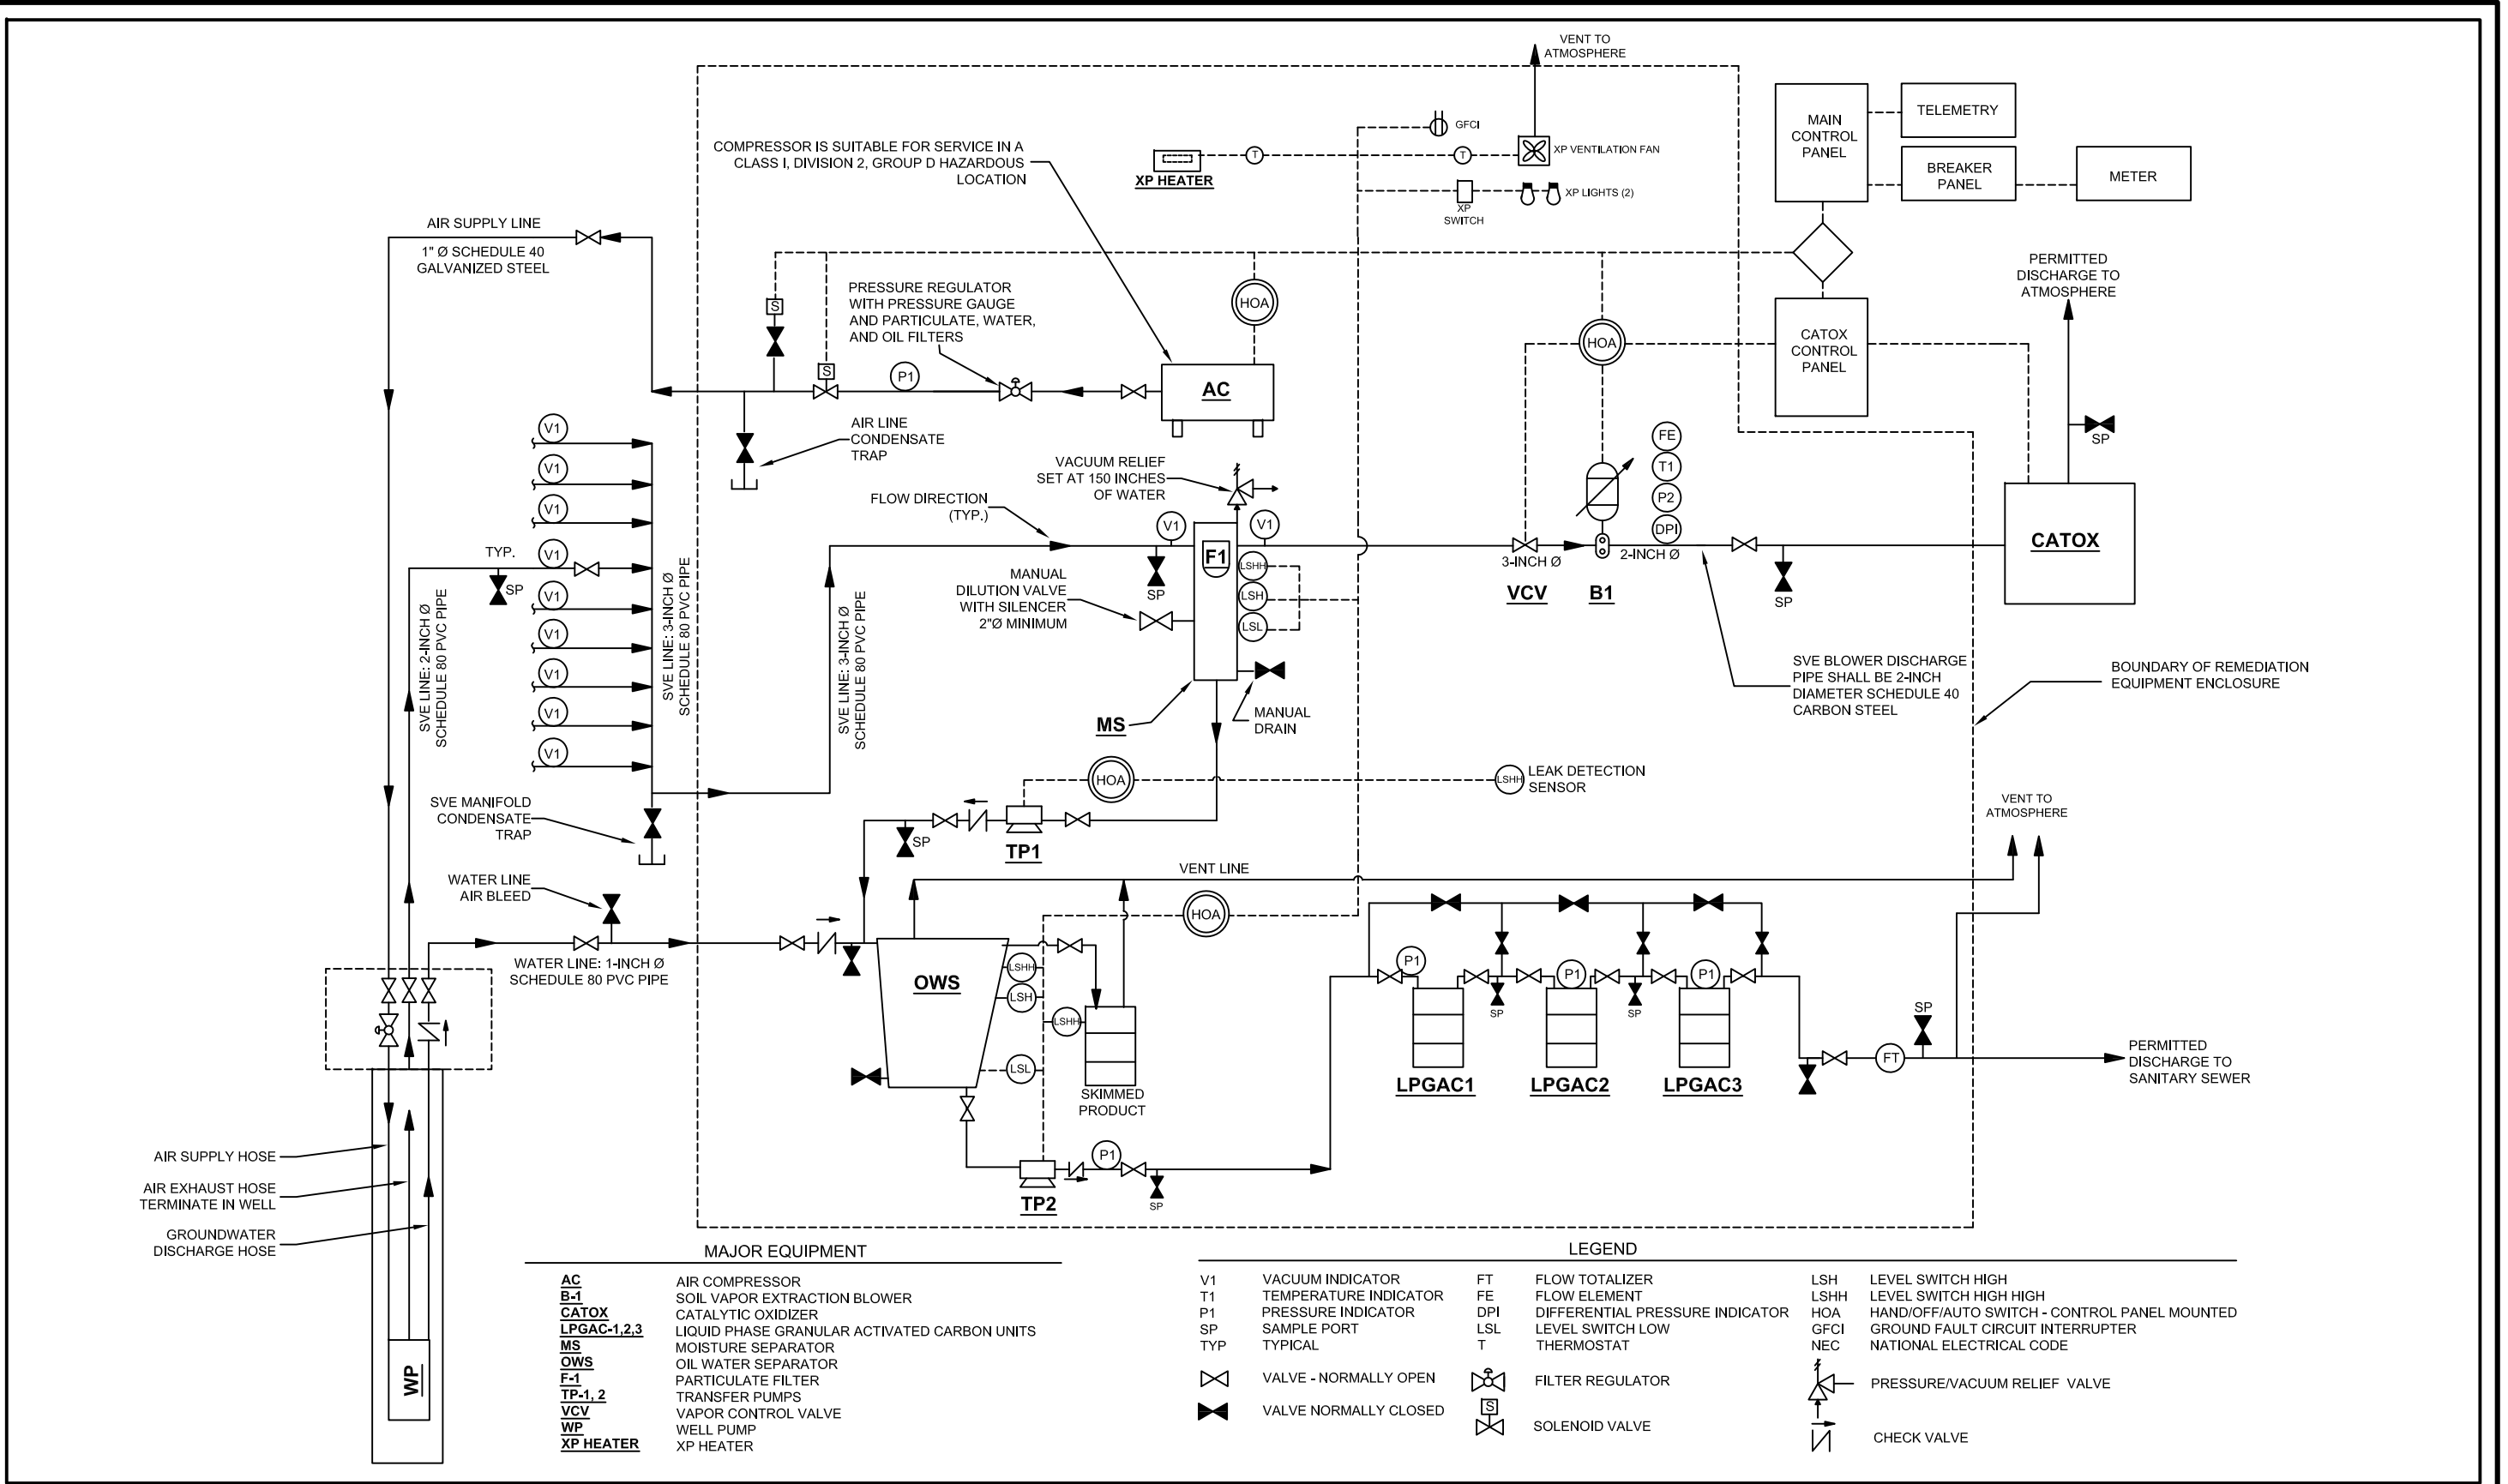 VENT TO
ATMOSPHERE
GFCI
T
T
XP VENTILATION FAN
XP HEATER
XP
SWITCH
XP LIGHTS (2)
MAIN
CONTROL
PANEL
TELEMETRY
BREAKER
PANEL
METER
COMPRESSOR IS SUITABLE FOR SERVICE IN A
CLASS I, DIVISION 2, GROUP D HAZARDOUS
LOCATION
AIR SUPPLY LINE
1" Ø SCHEDULE 40
GALVANIZED STEEL
S
S
PRESSURE REGULATOR
WITH PRESSURE GAUGE
AND PARTICULATE, WATER,
AND OIL FILTERS
P1
HOA
AC
HOA
CATOX
CONTROL
PANEL
PERMITTED
DISCHARGE TO
ATMOSPHERE
SP
AIR LINE
CONDENSATE
TRAP
V1
V1
V1
V1
V1
V1
V1
V1
V1
TYP.
SP
SVE LINE: 2-INCH Ø
SCHEDULE 80 PVC PIPE
SVE LINE: 3-INCH Ø
SCHEDULE 80 PVC PIPE
SVE LINE: 3-INCH Ø
SCHEDULE 80 PVC PIPE
FLOW DIRECTION
(TYP.)
VACUUM RELIEF
SET AT 150 INCHES
OF WATER
V1
V1
F1
SP
MANUAL
DILUTION VALVE
WITH SILENCER
2"Ø MINIMUM
LSHH
LSH
LSL
MS
MANUAL
DRAIN
3-INCH Ø
VCV
B1
2-INCH Ø
FE
T1
P2
DPI
SP
CATOX
SVE BLOWER DISCHARGE
PIPE SHALL BE 2-INCH
DIAMETER SCHEDULE 40
CARBON STEEL
BOUNDARY OF REMEDIATION
EQUIPMENT ENCLOSURE
SVE MANIFOLD
CONDENSATE
TRAP
HOA
LSHH
LEAK DETECTION
SENSOR
SP
TP1
VENT TO
ATMOSPHERE
WATER LINE
AIR BLEED
VENT LINE
HOA
WATER LINE: 1-INCH Ø
SCHEDULE 80 PVC PIPE
OWS
LSHH
LSH
LSHH
LSL
SKIMMED
PRODUCT
P1
P1
P1
SP
SP
LPGAC1
LPGAC2
LPGAC3
SP
FT
PERMITTED
DISCHARGE TO
SANITARY SEWER
TP2
P1
SP
AIR SUPPLY HOSE
AIR EXHAUST HOSE
TERMINATE IN WELL
GROUNDWATER
DISCHARGE HOSE
WP
MAJOR EQUIPMENT
AC AIR COMPRESSOR
B-1 SOIL VAPOR EXTRACTION BLOWER
CATOX CATALYTIC OXIDIZER
LPGAC-1,2,3 LIQUID PHASE GRANULAR ACTIVATED CARBON UNITS
MS MOISTURE SEPARATOR
OWS OIL WATER SEPARATOR
F-1 PARTICULATE FILTER
TP-1, 2 TRANSFER PUMPS
VCV VAPOR CONTROL VALVE
WP WELL PUMP
XP HEATER XP HEATER
LEGEND
V1 VACUUM INDICATOR FT FLOW TOTALIZER LSH LEVEL SWITCH HIGH
T1 TEMPERATURE INDICATOR FE FLOW ELEMENT LSHH LEVEL SWITCH HIGH HIGH
P1 PRESSURE INDICATOR DPI DIFFERENTIAL PRESSURE INDICATOR HOA HAND/OFF/AUTO SWITCH - CONTROL PANEL MOUNTED
SP SAMPLE PORT LSL LEVEL SWITCH LOW GFCI GROUND FAULT CIRCUIT INTERRUPTER
TYP TYPICAL T THERMOSTAT NEC NATIONAL ELECTRICAL CODE
VALVE - NORMALLY OPEN FILTER REGULATOR PRESSURE/VACUUM RELIEF VALVE
VALVE NORMALLY CLOSED S SOLENOID VALVE CHECK VALVE